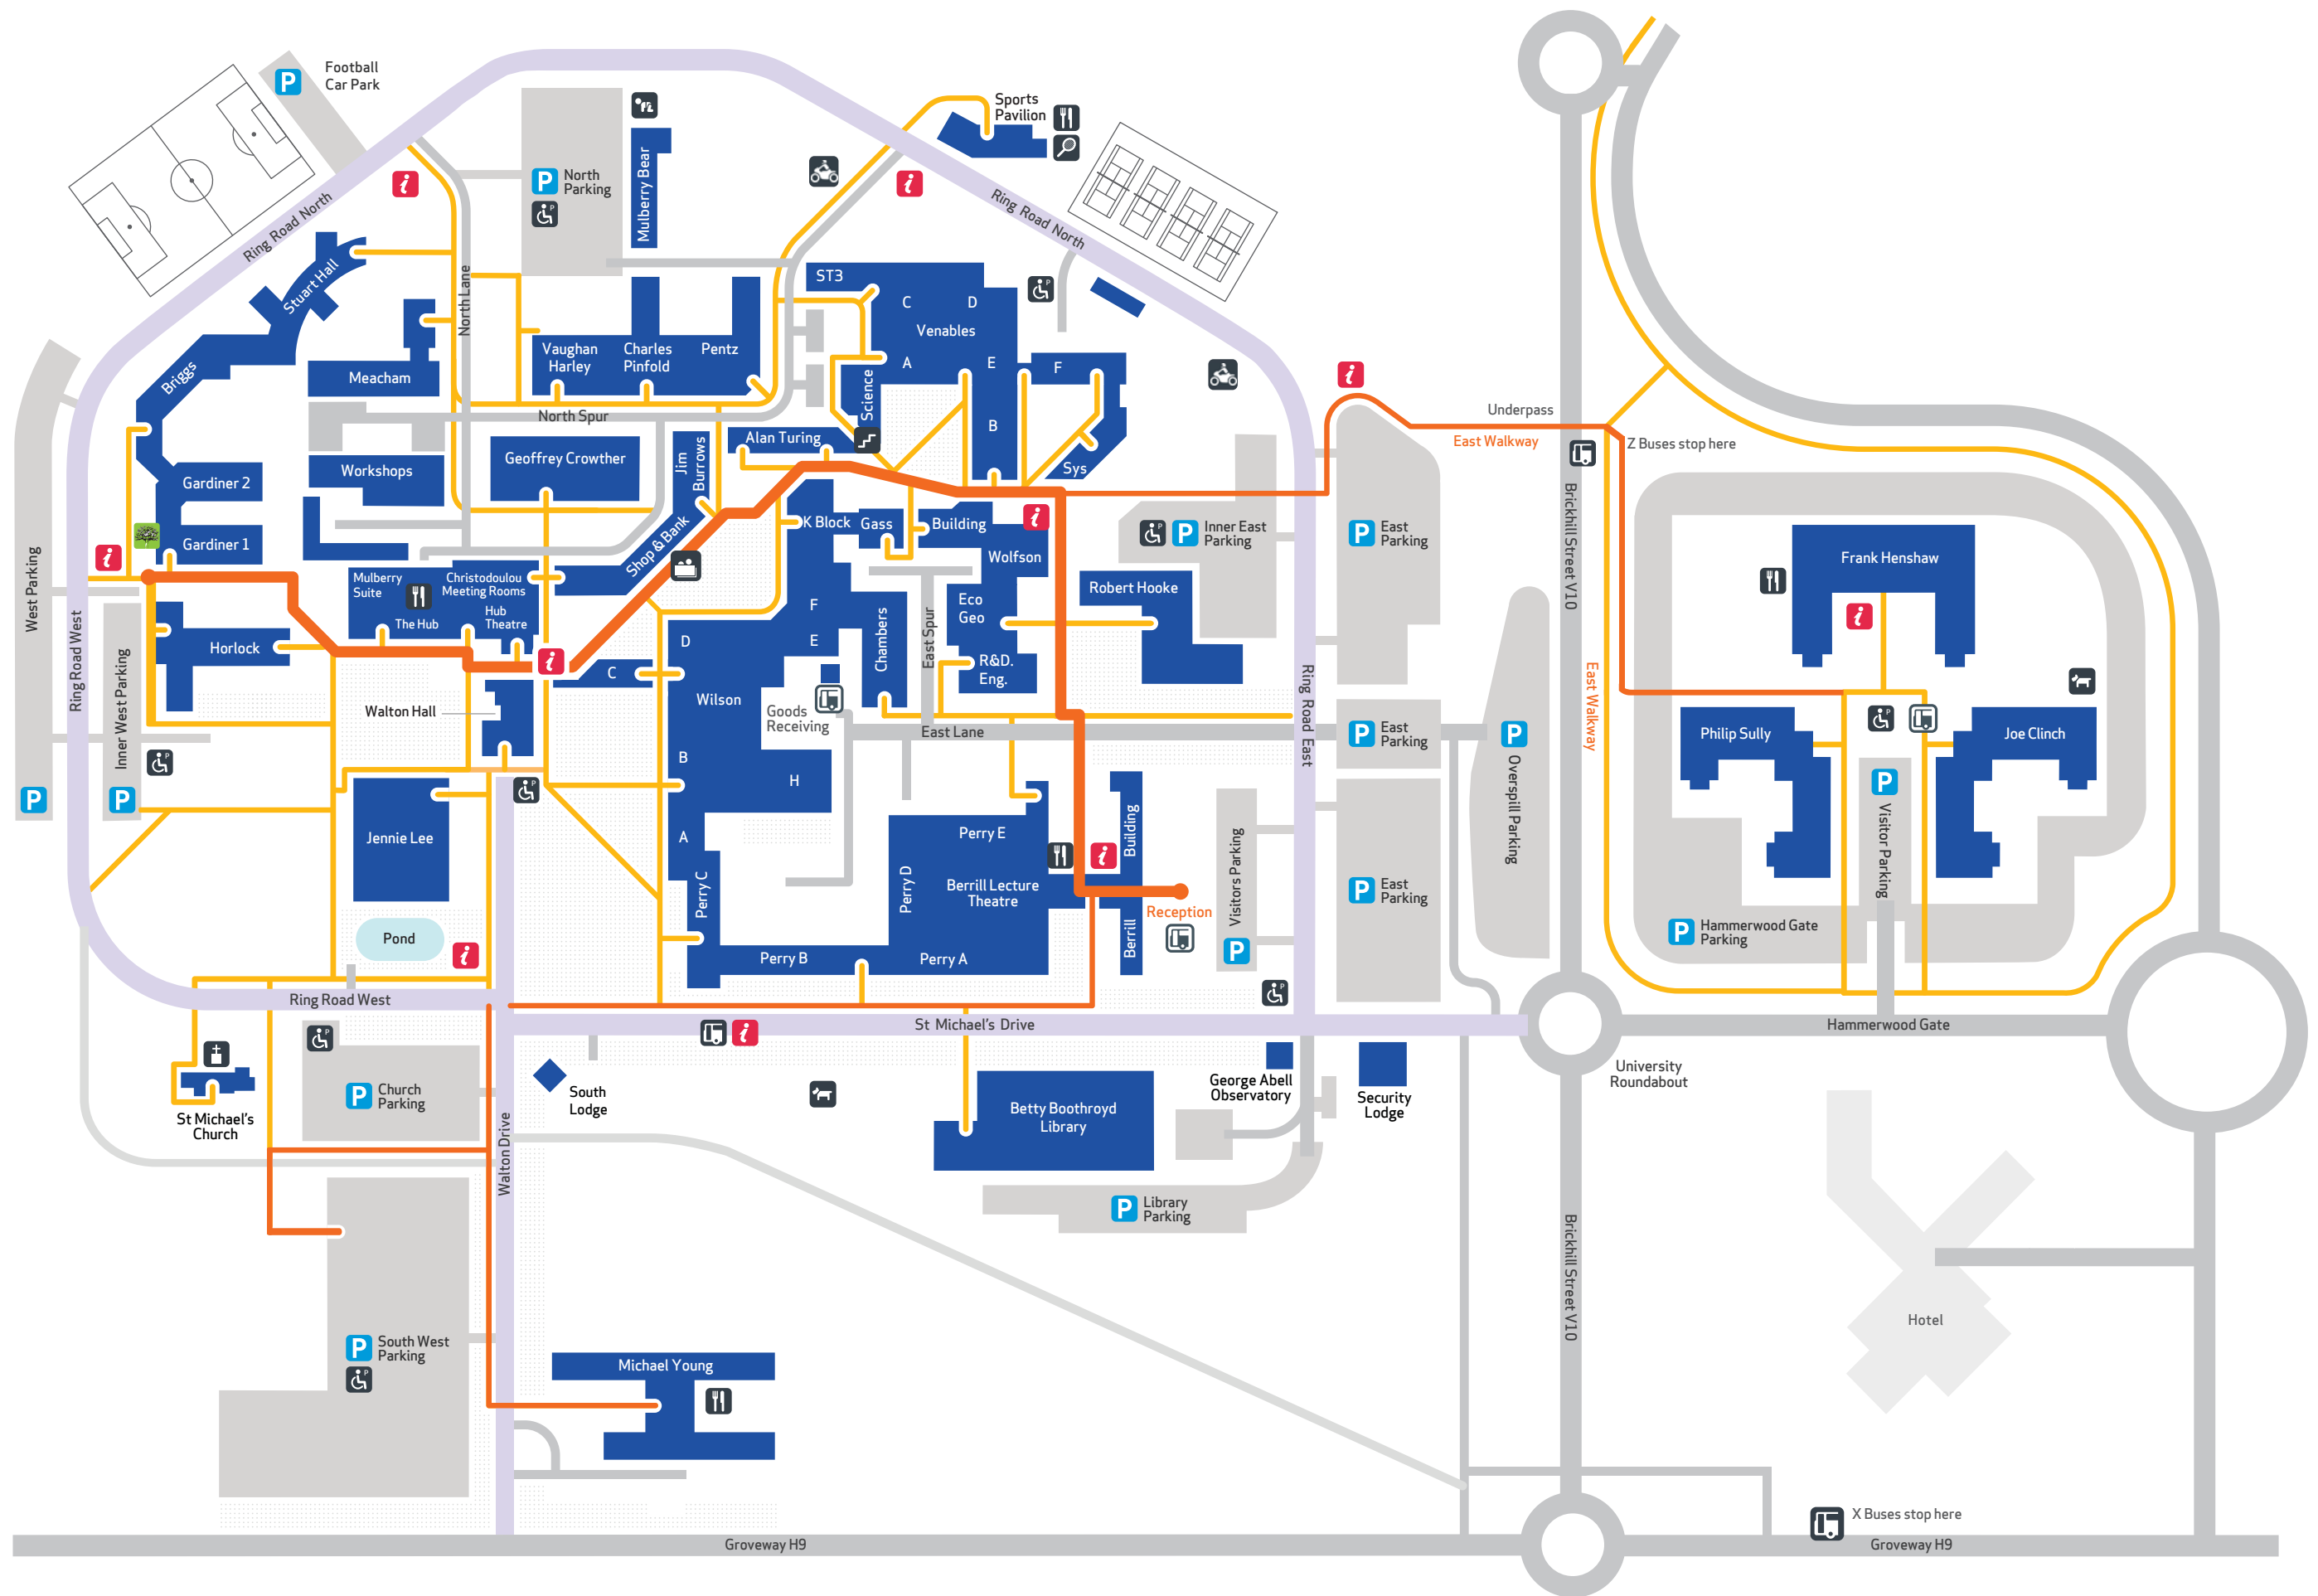 Football
Car Park
P
Sports
Pavilion
P
North
Parking
P
Mulberry Bear
Ring Road North
Ring Road North
ST3
C
D
Venables
A
E
F
B
Science
Stuart Hall
North Lane
Vaughan
Harley
Charles
Pinfold
Pentz
Meacham
Briggs
North Spur
Alan Turing
Sys
Jim
Burrows
Geoffrey Crowther
Workshops
Gardiner 2
Gardiner 1
Underpass
East Walkway
Z Buses stop here
Brickhill Street V10
K Block
Gass
Building
Wolfson
P
Inner East
Parking
P
East
Parking
Frank Henshaw
West Parking
Shop & Bank
Mulberry
Suite
Christodoulou
Meeting Rooms
Hub
Theatre
The Hub
Robert Hooke
Eco
Geo
F
E
D
Chambers
East Spur
R&D.
Eng.
Horlock
C
Wilson
Walton Hall
Goods
Receiving
East Lane
Ring Road West
Inner West Parking
P
P
Ring Road East
P
East
Parking
P
Overspill Parking
East Walkway
Philip Sully
Joe Clinch
P
Visitor Parking
B
H
A
Jennie Lee
Perry E
Building
Perry C
Perry D
Berrill Lecture
Theatre
Visitors Parking
P
P
East
Parking
Reception
Berrill
Pond
Perry B
Perry A
P
Hammerwood Gate
Parking
Ring Road West
St Michael's Drive
Hammerwood Gate
University
Roundabout
P
Church
Parking
St Michael's
Church
South
Lodge
George Abell
Observatory
Security
Lodge
Betty Boothroyd
Library
Walton Drive
P
Library
Parking
Brickhill Street V10
Hotel
P
South West
Parking
Michael Young
X Buses stop here
Groveway H9
Groveway H9